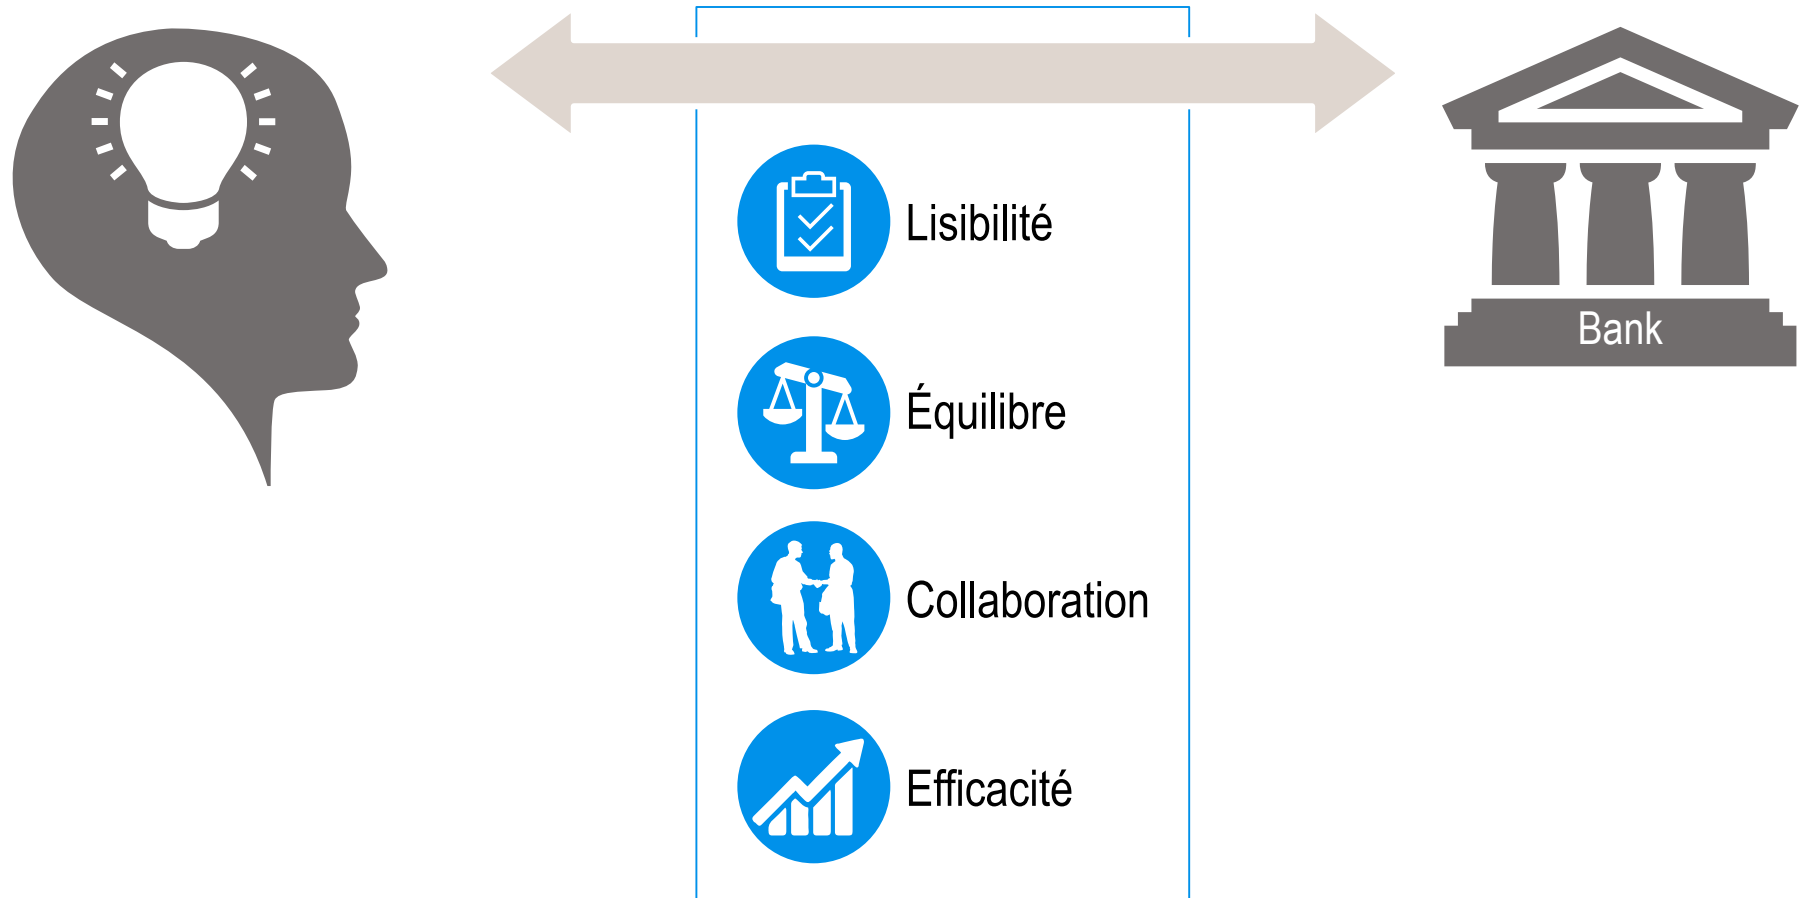 Lisibilité
Bank
Équilibre
Collaboration
Efficacité